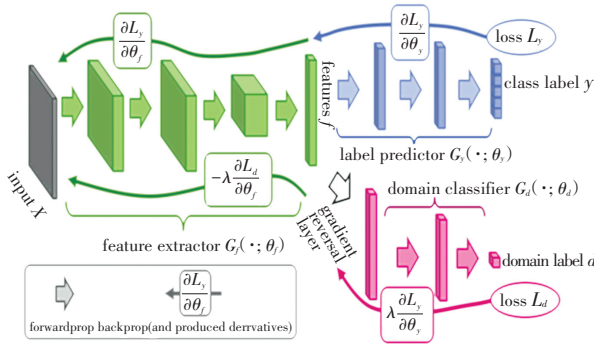 ∂L_y/∂θ_f
∂L_y/∂θ_y
loss L_y
features f
class label y
label predictor G_y(·; θ_y)
-λ ∂L_d/∂θ_f
input X
domain classifier G_d(·; θ_d)
gradient reversal
layer
feature extractor G_f(·; θ_f)
domain label d
∂L_y/∂θ_f
λ ∂L_y/∂θ_y
loss L_d
forwardprop backprop(and produced derrvatives)